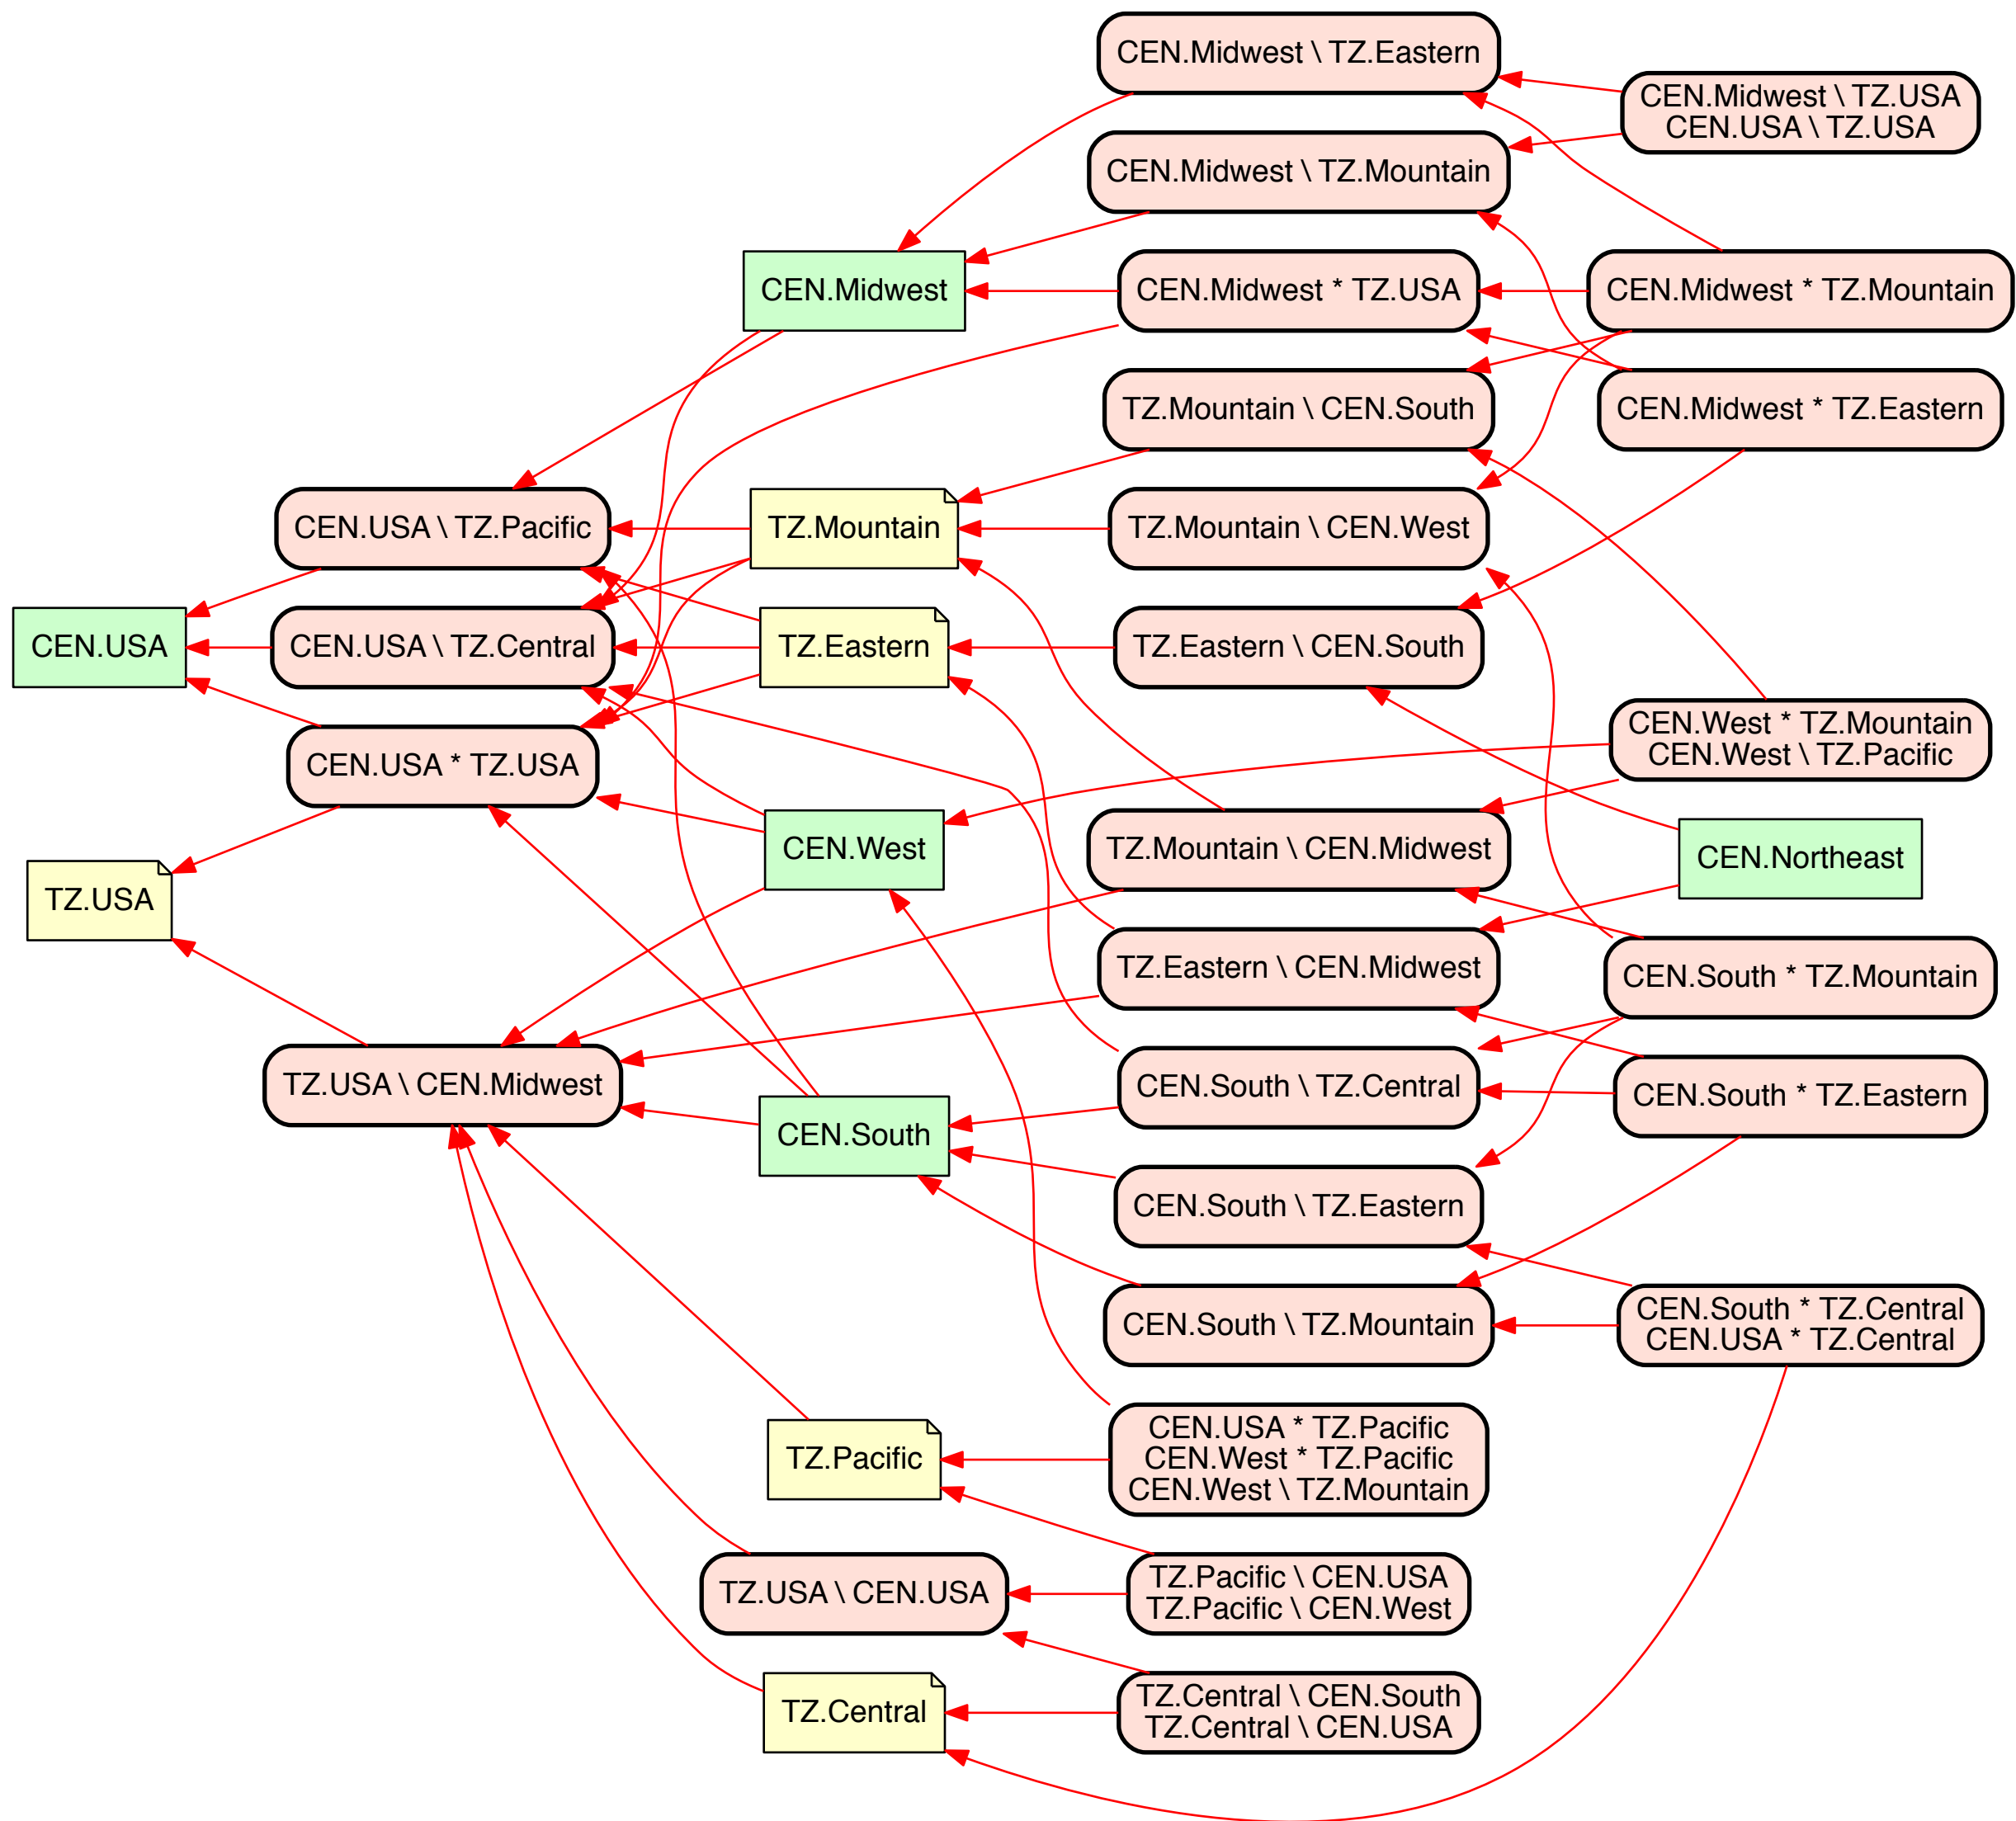 CEN.Midwest \ TZ.Eastern
CEN.Midwest \ TZ.USA
CEN.USA \ TZ.USA
CEN.Midwest \ TZ.Mountain
CEN.Midwest
CEN.Midwest * TZ.USA
CEN.Midwest * TZ.Mountain
TZ.Mountain \ CEN.South
CEN.Midwest * TZ.Eastern
CEN.USA \ TZ.Pacific
TZ.Mountain
TZ.Mountain \ CEN.West
CEN.USA
CEN.USA \ TZ.Central
TZ.Eastern
TZ.Eastern \ CEN.South
CEN.USA * TZ.USA
CEN.West * TZ.Mountain
CEN.West \ TZ.Pacific
CEN.West
TZ.Mountain \ CEN.Midwest
CEN.Northeast
TZ.USA
TZ.Eastern \ CEN.Midwest
CEN.South * TZ.Mountain
TZ.USA \ CEN.Midwest
CEN.South \ TZ.Central
CEN.South * TZ.Eastern
CEN.South
CEN.South \ TZ.Eastern
CEN.South \ TZ.Mountain
CEN.South * TZ.Central
CEN.USA * TZ.Central
TZ.Pacific
CEN.USA * TZ.Pacific
CEN.West * TZ.Pacific
CEN.West \ TZ.Mountain
TZ.USA \ CEN.USA
TZ.Pacific \ CEN.USA
TZ.Pacific \ CEN.West
TZ.Central
TZ.Central \ CEN.South
TZ.Central \ CEN.USA